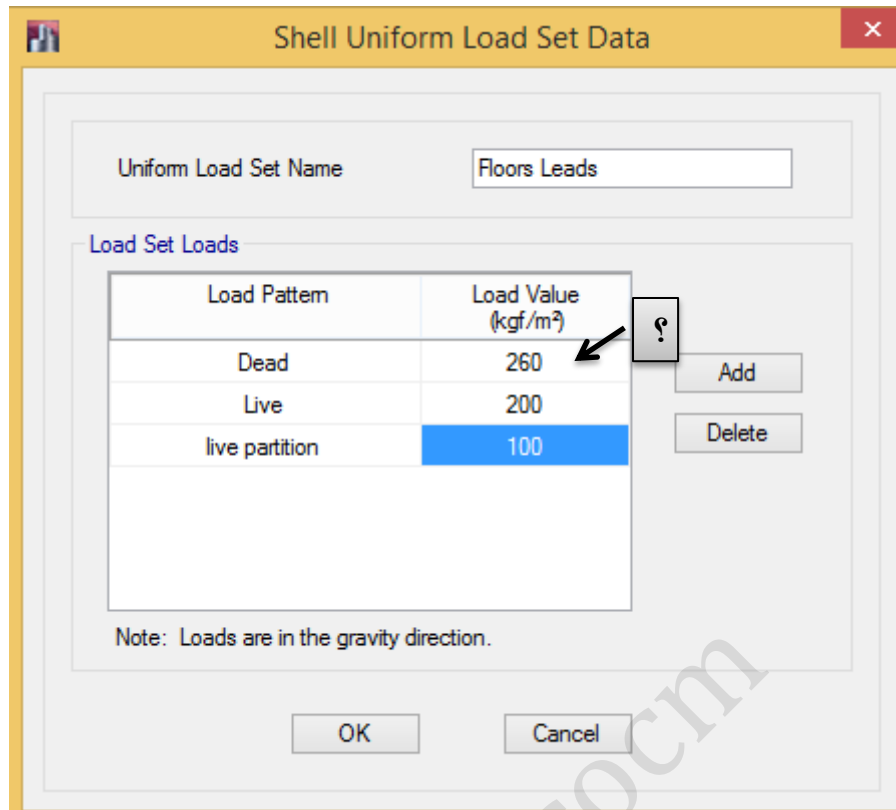 Shell Uniform Load Set Data
Uniform Load Set Name Floors Leads
Load Set Loads
Load Pattern Load Value (kgf/m²)
؟
Dead 260
Add
Live 200
Delete
live partition 100
Note: Loads are in the gravity direction.
OK Cancel